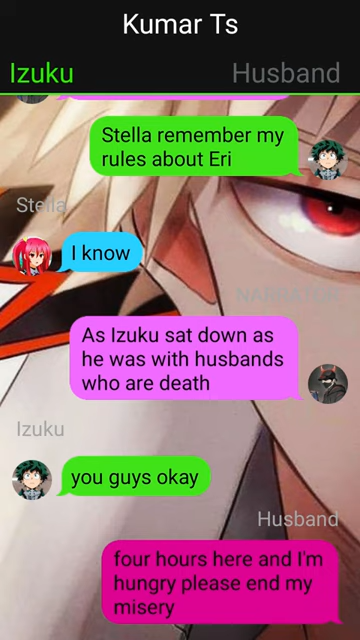 Kumar Ts
Izuku
Husband
Stella remember my
rules about Eri
Stella
I know
NARRATOR
As Izuku sat down as
he was with husbands
who are death
Izuku
you guys okay
Husband
four hours here and I'm
hungry please end my
misery